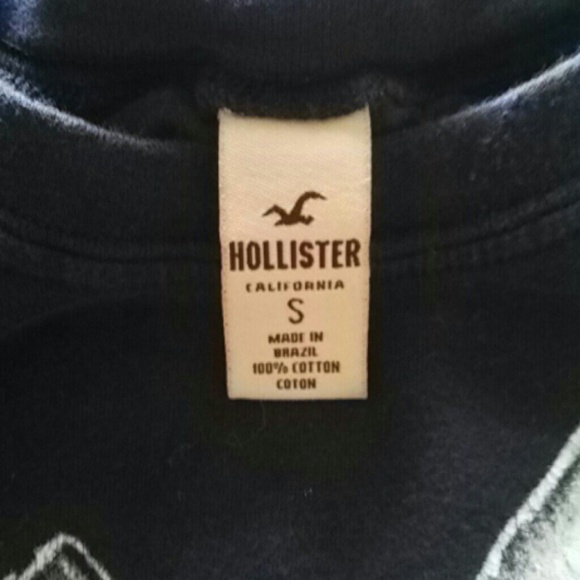 HOLLISTER
CALIFORNIA
S
MADE IN
BRAZIL
100% COTTON
COTON